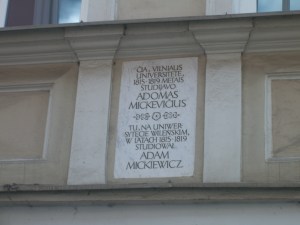 ČIA, VILNIAUS
UNIVERSITETE,
1815-1819 METAIS
STUDIJAVO
ADOMAS
MICKEVIČIUS
TU, NA UNIWER-
SYTECIE WILEŃSKIM,
W LATACH 1815-1819
STUDIOWAŁ
ADAM
MICKIEWICZ